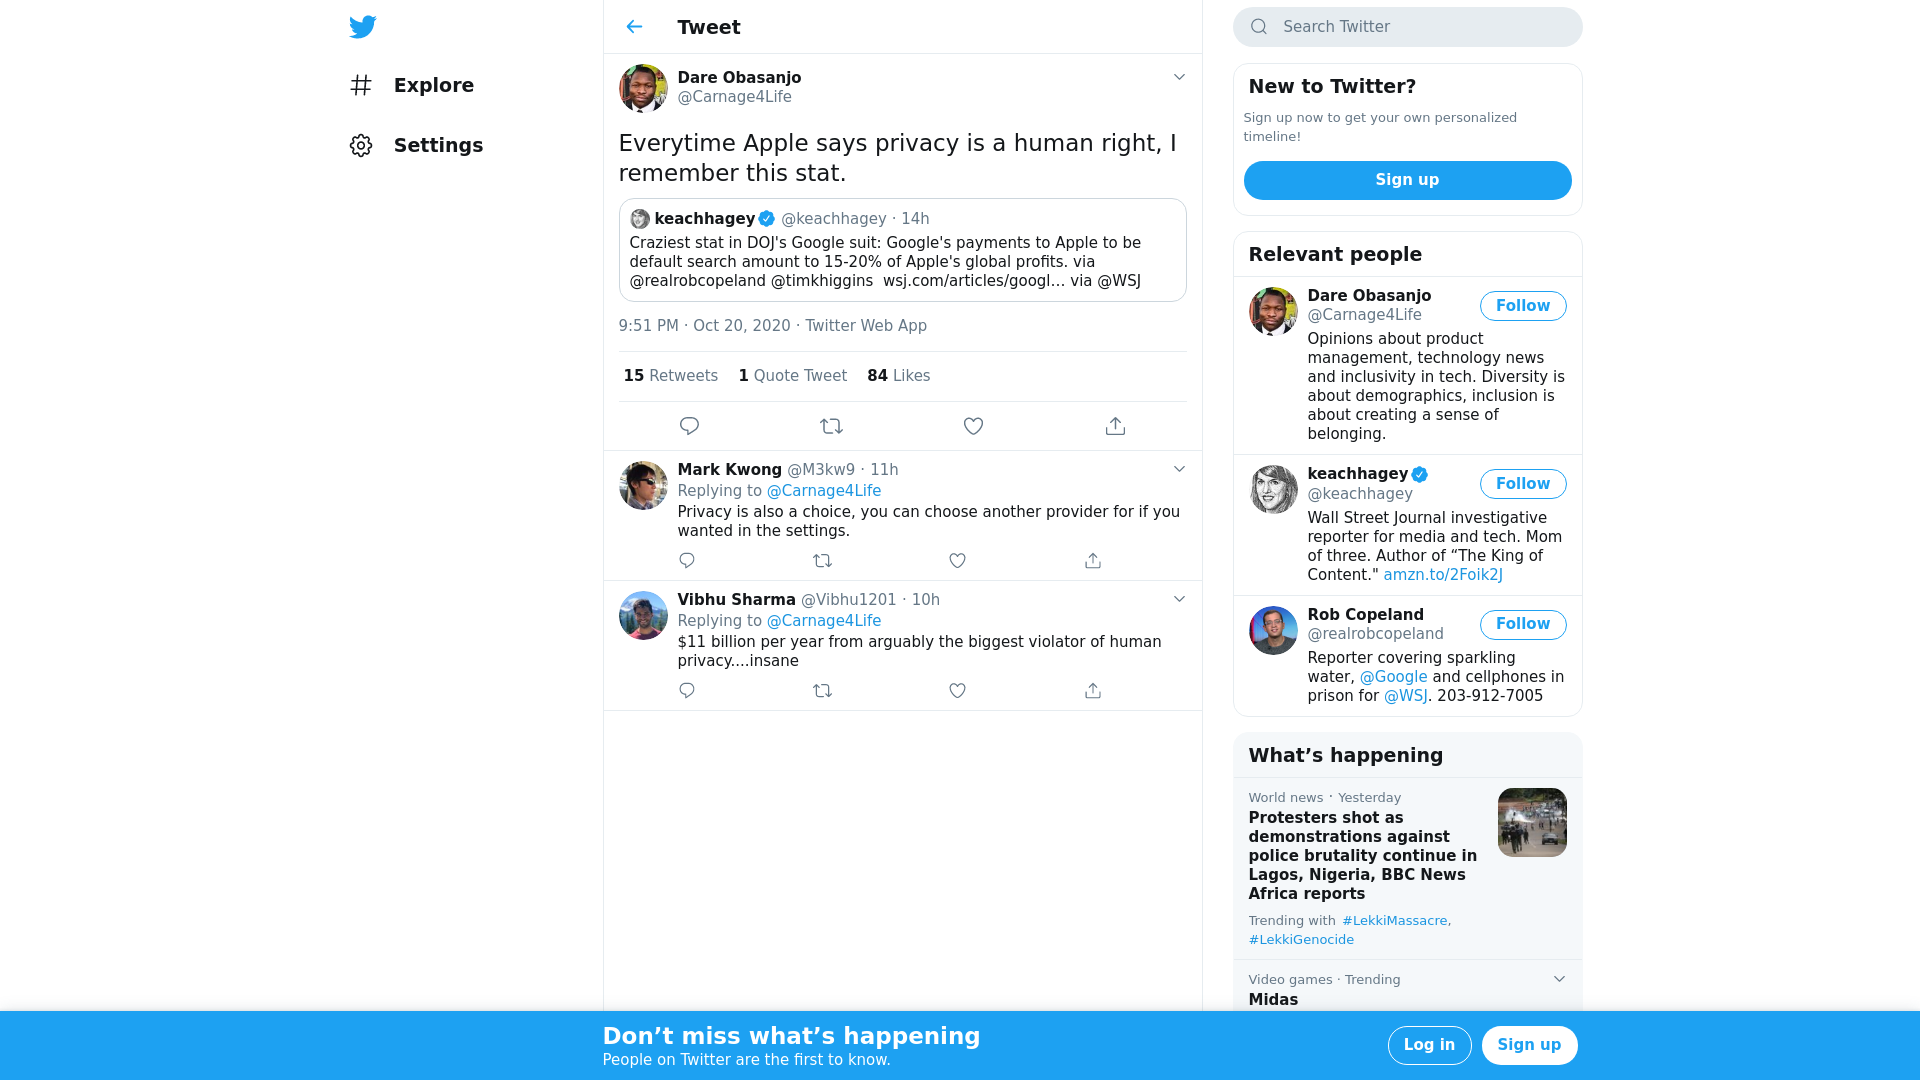 Explore
Settings
Tweet
Dare Obasanjo
@Carnage4Life
Everytime Apple says privacy is a human right, I
remember this stat.
keachhagey @keachhagey · 14h
Craziest stat in DOJ's Google suit: Google's payments to Apple to be
default search amount to 15-20% of Apple's global profits. via
@realrobcopeland @timkhiggins wsj.com/articles/googl… via @WSJ
9:51 PM · Oct 20, 2020 · Twitter Web App
15 Retweets 1 Quote Tweet 84 Likes
Mark Kwong @M3kw9 · 11h
Replying to @Carnage4Life
Privacy is also a choice, you can choose another provider for if you
wanted in the settings.
Vibhu Sharma @Vibhu1201 · 10h
Replying to @Carnage4Life
$11 billion per year from arguably the biggest violator of human
privacy....insane
Search Twitter
New to Twitter?
Sign up now to get your own personalized
timeline!
Sign up
Relevant people
Dare Obasanjo
@Carnage4Life
Follow
Opinions about product
management, technology news
and inclusivity in tech. Diversity is
about demographics, inclusion is
about creating a sense of
belonging.
keachhagey
@keachhagey
Follow
Wall Street Journal investigative
reporter for media and tech. Mom
of three. Author of “The King of
Content." amzn.to/2Foik2J
Rob Copeland
@realrobcopeland
Follow
Reporter covering sparkling
water, @Google and cellphones in
prison for @WSJ. 203-912-7005
What’s happening
World news · Yesterday
Protesters shot as
demonstrations against
police brutality continue in
Lagos, Nigeria, BBC News
Africa reports
Trending with #LekkiMassacre,
#LekkiGenocide
Video games · Trending
Midas
Don’t miss what’s happening
People on Twitter are the first to know.
Log in
Sign up